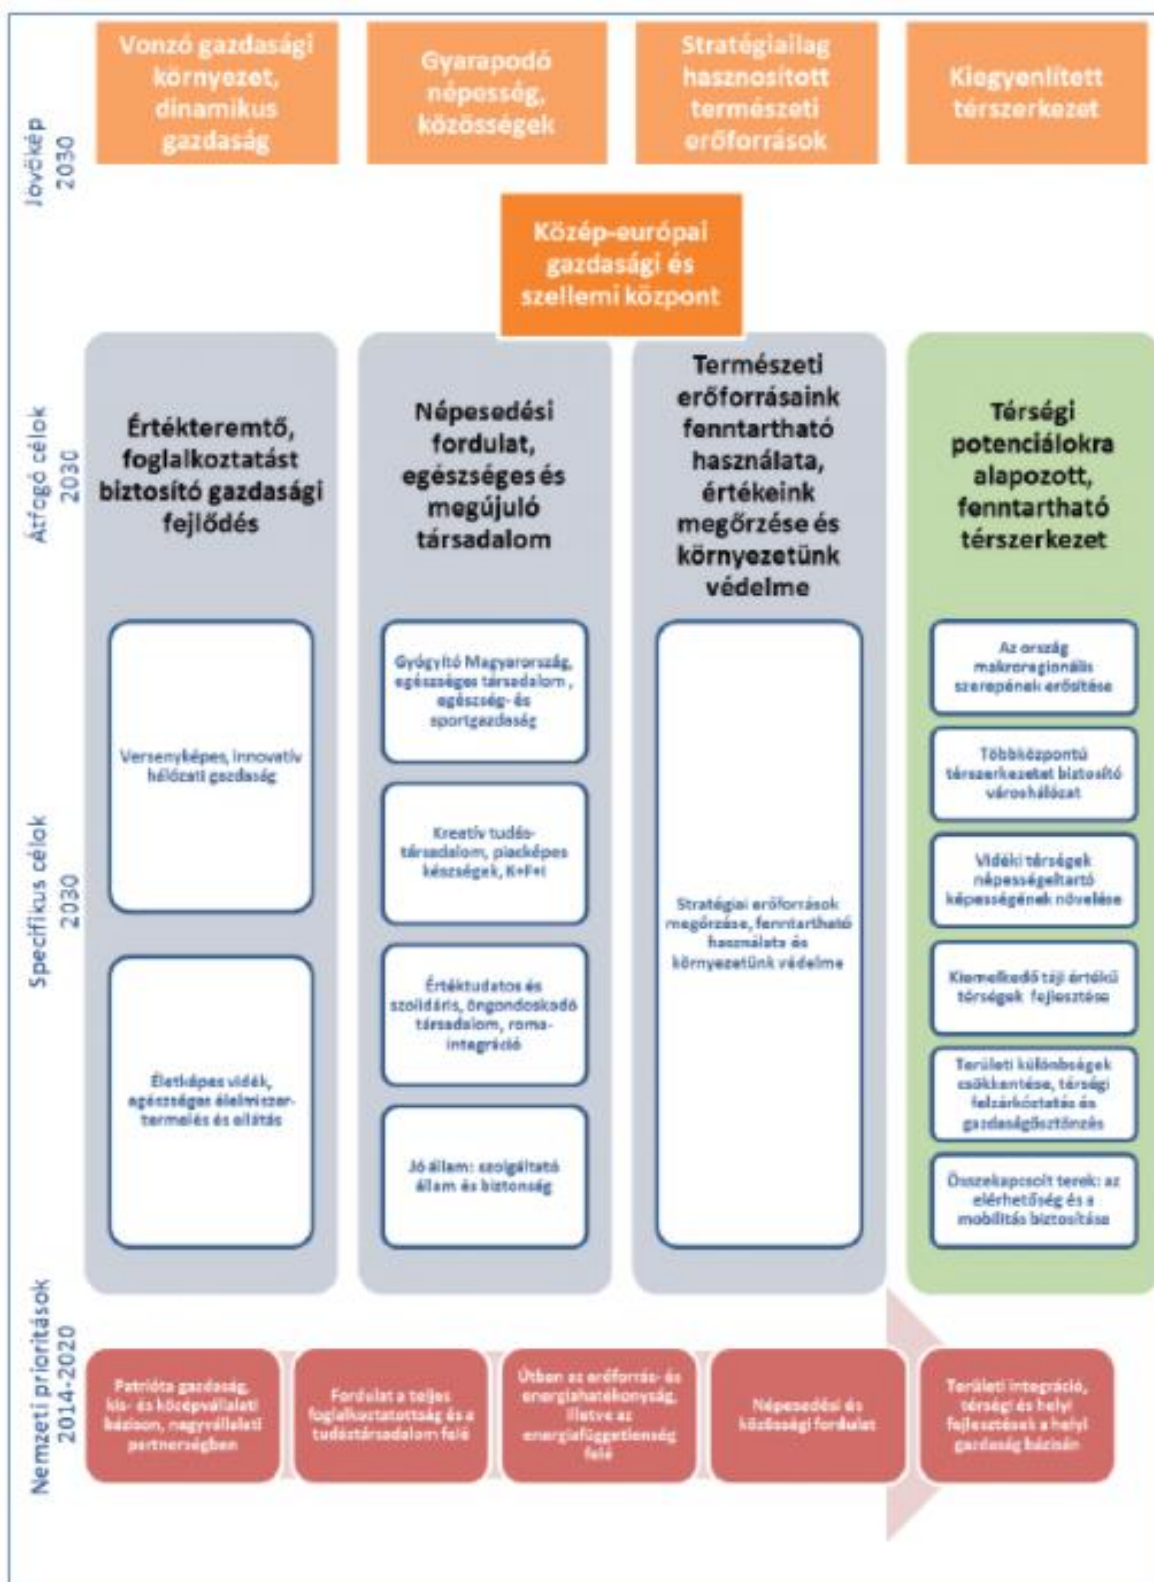 Jövőkép
2030
Vonzó gazdasági
környezet,
dinamikus
gazdaság
Gyarapodó
népesség,
közösségek
Stratégiailag
hasznosított
természeti
erőforrások
Kiegyenlített
térszerkezet
Közép-európai
gazdasági és
szellemi központ
Átfogó célok
2030
Értékteremtő,
foglalkoztatást
biztosító gazdasági
fejlődés
Népesedési
fordulat,
egészséges és
megújuló
társadalom
Természeti
erőforrásaink
fenntartható
használata,
értékeink
megőrzése és
környezetünk
védelme
Térségi
potenciálokra
alapozott,
fenntartható
térszerkezet
Specifikus célok
2030
Versenyképes, innovatív
hálózati gazdaság
Életképes vidék,
egészséges élelmiszer-
termelés és ellátás
Gyógyító Magyarország,
egészséges társadalom ,
egészség- és
sportgazdaság
Kreatív tudás-
társadalom, piacképes
készségek, K+F+I
Értéktudatos és
szolidáris, öngondoskodó
társadalom, roma-
integráció
Jó állam: szolgáltató
állam és biztonság
Stratégiai erőforrások
megőrzése, fenntartható
használata és
környezetünk védelme
Az ország
makroregionális
szerepének erősítése
Többközpontú
térszerkezetet biztosító
városhálózat
Vidéki térségek
népességeltartó
képességének növelése
Kiemelkedő táji értékű
térségek fejlesztése
Területi különbségek
csökkentése, térségi
felzárkóztatás és
gazdaságösztönzés
Összekapcsolt terek: az
elérhetőség és a
mobilitás biztosítása
Nemzeti prioritások
2014-2020
Patrióta gazdaság,
kis- és középvállalati
bázison, nagyvállalati
partnerségben
Fordulat a teljes
foglalkoztatottság és a
tudástársadalom felé
Útban az erőforrás- és
energiahatékonyság,
illetve az
energiafüggetlenség
felé
Népesedési és
közösségi fordulat
Területi integráció,
térségi és helyi
fejlesztések a helyi
gazdaság bázisán